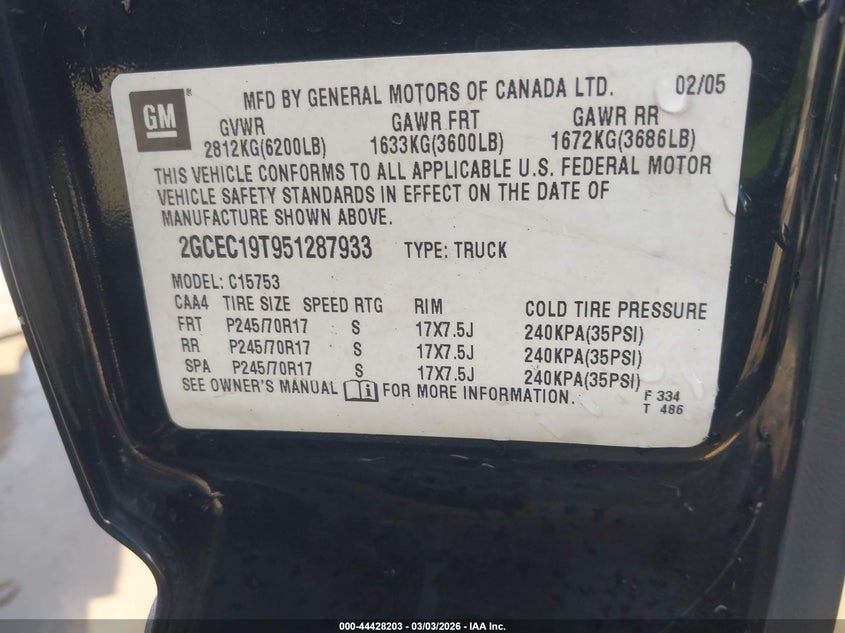 GM ®
MFD BY GENERAL MOTORS OF CANADA LTD. 02/05
GVWR GAWR FRT GAWR RR
2812KG(6200LB) 1633KG(3600LB) 1672KG(3686LB)
THIS VEHICLE CONFORMS TO ALL APPLICABLE U.S. FEDERAL MOTOR
VEHICLE SAFETY STANDARDS IN EFFECT ON THE DATE OF
MANUFACTURE SHOWN ABOVE.
2GCEC19T951287933 TYPE: TRUCK
MODEL: C15753
CAA4 TIRE SIZE SPEED RTG RIM COLD TIRE PRESSURE
FRT P245/70R17 S 17X7.5J 240KPA(35PSI)
RR P245/70R17 S 17X7.5J 240KPA(35PSI)
SPA P245/70R17 S 17X7.5J 240KPA(35PSI)
SEE OWNER'S MANUAL i FOR MORE INFORMATION.
F 334
T 486
000-44428203 - 03/03/2026 - IAA Inc.